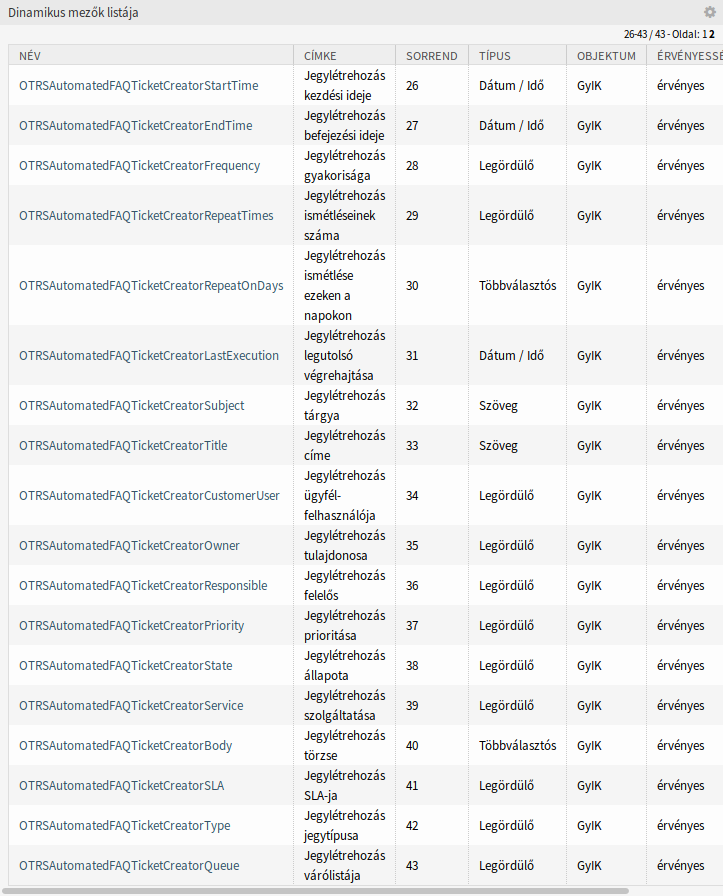 Dinamikus mezők listája
26-43 / 43 - Oldal: 1 2
NÉV CÍMKE SORREND TÍPUS OBJEKTUM ÉRVÉNYESSÉ
OTRSAutomatedFAQTicketCreatorStartTime Jegylétrehozás kezdési ideje 26 Dátum / Idő GyIK érvényes
OTRSAutomatedFAQTicketCreatorEndTime Jegylétrehozás befejezési ideje 27 Dátum / Idő GyIK érvényes
OTRSAutomatedFAQTicketCreatorFrequency Jegylétrehozás gyakorisága 28 Legördülő GyIK érvényes
OTRSAutomatedFAQTicketCreatorRepeatTimes Jegylétrehozás ismétléseinek száma 29 Legördülő GyIK érvényes
OTRSAutomatedFAQTicketCreatorRepeatOnDays Jegylétrehozás ismétlése ezeken a napokon 30 Többválasztós GyIK érvényes
OTRSAutomatedFAQTicketCreatorLastExecution Jegylétrehozás legutolsó végrehajtása 31 Dátum / Idő GyIK érvényes
OTRSAutomatedFAQTicketCreatorSubject Jegylétrehozás tárgya 32 Szöveg GyIK érvényes
OTRSAutomatedFAQTicketCreatorTitle Jegylétrehozás címe 33 Szöveg GyIK érvényes
OTRSAutomatedFAQTicketCreatorCustomerUser Jegylétrehozás ügyfél-felhasználója 34 Legördülő GyIK érvényes
OTRSAutomatedFAQTicketCreatorOwner Jegylétrehozás tulajdonosa 35 Legördülő GyIK érvényes
OTRSAutomatedFAQTicketCreatorResponsible Jegylétrehozás felelős 36 Legördülő GyIK érvényes
OTRSAutomatedFAQTicketCreatorPriority Jegylétrehozás prioritása 37 Legördülő GyIK érvényes
OTRSAutomatedFAQTicketCreatorState Jegylétrehozás állapota 38 Legördülő GyIK érvényes
OTRSAutomatedFAQTicketCreatorService Jegylétrehozás szolgáltatása 39 Legördülő GyIK érvényes
OTRSAutomatedFAQTicketCreatorBody Jegylétrehozás törzse 40 Többválasztós GyIK érvényes
OTRSAutomatedFAQTicketCreatorSLA Jegylétrehozás SLA-ja 41 Legördülő GyIK érvényes
OTRSAutomatedFAQTicketCreatorType Jegylétrehozás jegytípusa 42 Legördülő GyIK érvényes
OTRSAutomatedFAQTicketCreatorQueue Jegylétrehozás várólistája 43 Legördülő GyIK érvényes